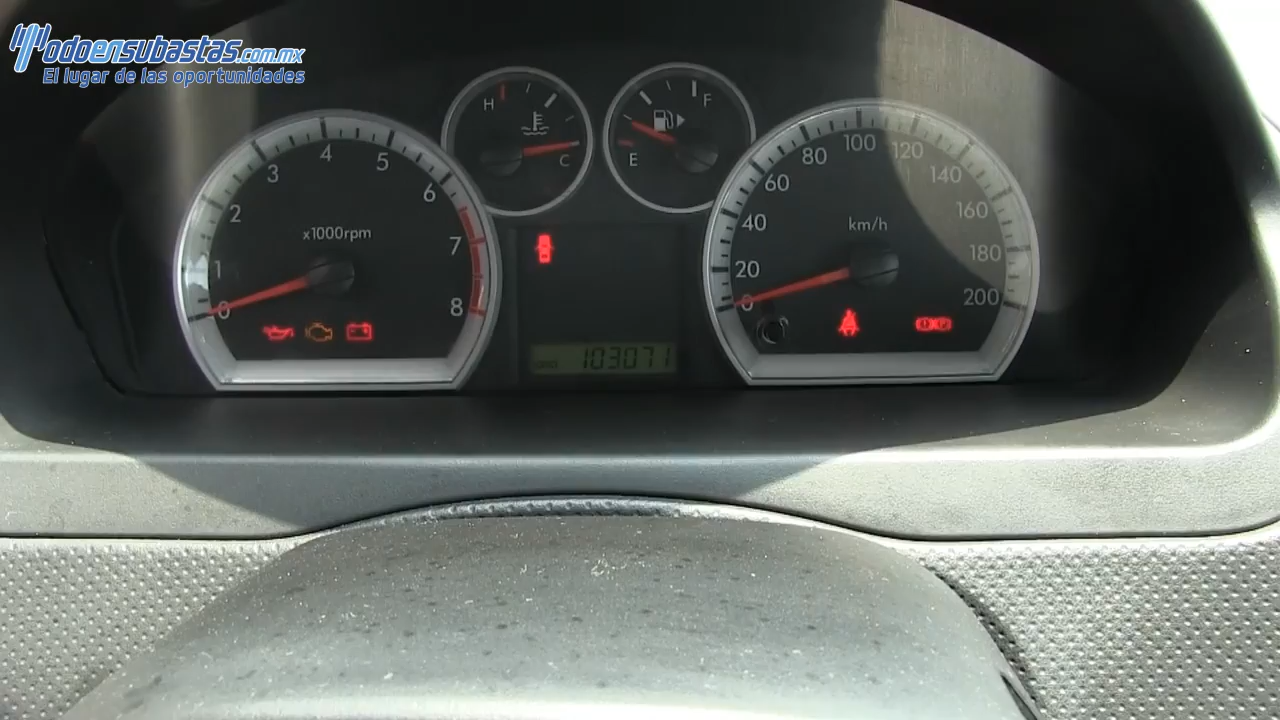 Todoensubastas.com.mx
El lugar de las oportunidades
H
C
F
E
0
1
2
3
4
5
6
7
8
x1000rpm
0
20
40
60
80
100
120
140
160
180
200
km/h
103071